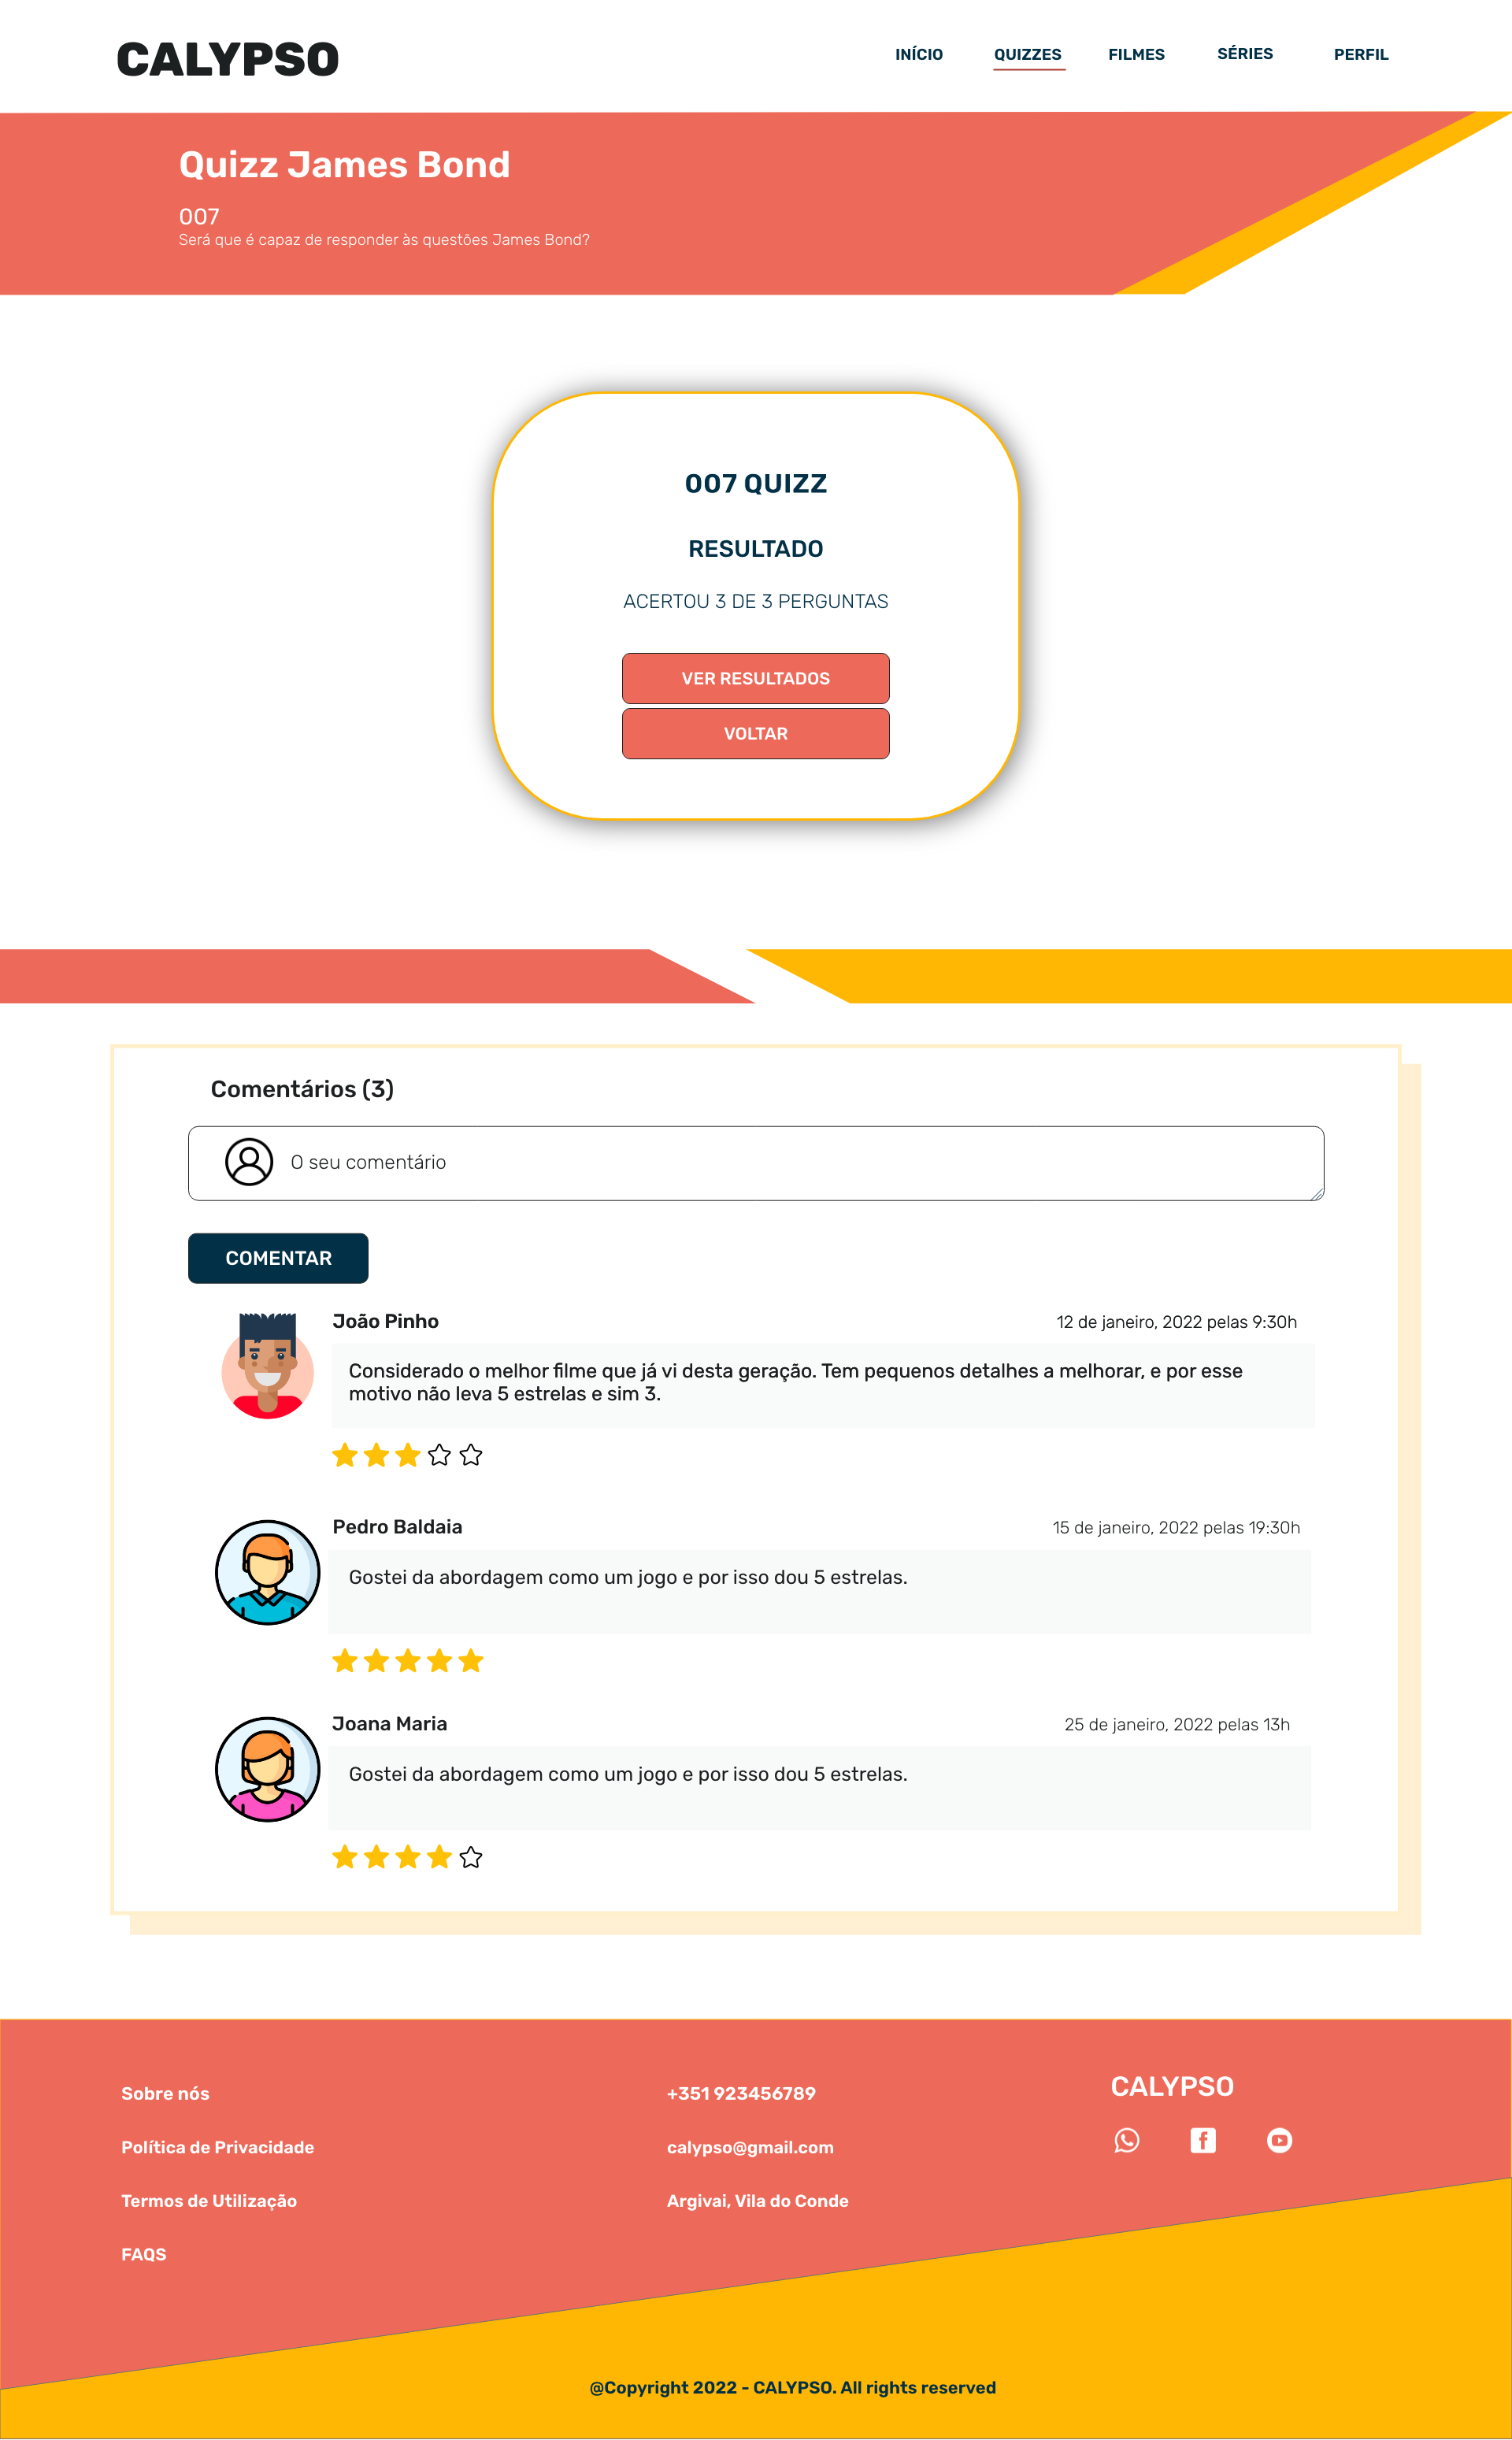 CALYPSO
INÍCIO
QUIZZES
FILMES
SÉRIES
PERFIL
Quizz James Bond
007
Será que é capaz de responder às questões James Bond?
007 QUIZZ
RESULTADO
ACERTOU 3 DE 3 PERGUNTAS
VER RESULTADOS
VOLTAR
Comentários (3)
O seu comentário
COMENTAR
João Pinho
12 de janeiro, 2022 pelas 9:30h
Considerado o melhor filme que já vi desta geração. Tem pequenos detalhes a melhorar, e por esse
motivo não leva 5 estrelas e sim 3.
Pedro Baldaia
15 de janeiro, 2022 pelas 19:30h
Gostei da abordagem como um jogo e por isso dou 5 estrelas.
Joana Maria
25 de janeiro, 2022 pelas 13h
Gostei da abordagem como um jogo e por isso dou 5 estrelas.
Sobre nós
Política de Privacidade
Termos de Utilização
FAQS
+351 923456789
calypso@gmail.com
Argivai, Vila do Conde
CALYPSO
@Copyright 2022 - CALYPSO. All rights reserved